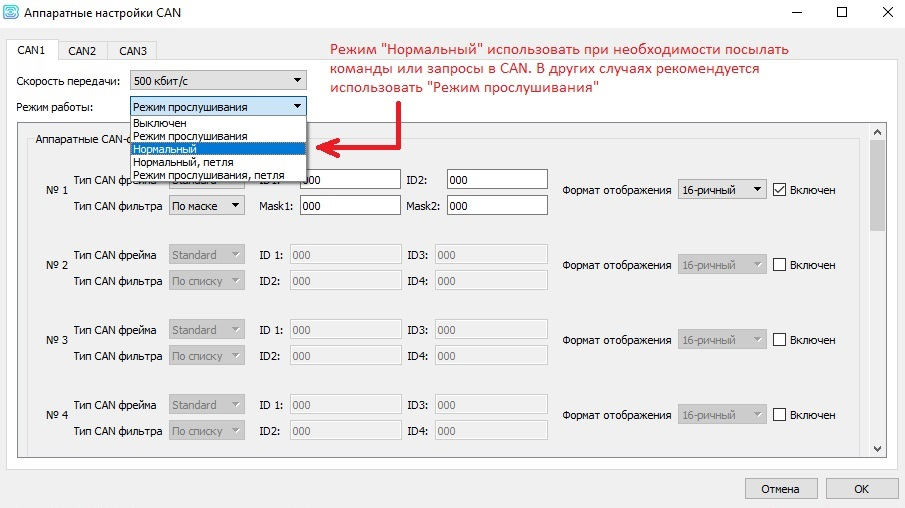 Аппаратные настройки CAN
CAN1 CAN2 CAN3
Режим "Нормальный" использовать при необходимости посылать
команды или запросы в CAN. В других случаях рекомендуется
использовать "Режим прослушивания"
Скорость передачи: 500 кбит/с
Режим работы: Режим прослушивания
Выключен
Режим прослушивания
Нормальный
Нормальный, петля
Режим прослушивания, петля
Аппаратные CAN-
№ 1 Тип CAN фрейма 000 ID2: 000 Формат отображения 16-ричный Включен
Тип CAN фильтра По маске Mask1: 000 Mask2: 000
№ 2 Тип CAN фрейма Standard ID 1: 000 ID3: 000 Формат отображения 16-ричный Включен
Тип CAN фильтра По списку ID2: 000 ID4: 000
№ 3 Тип CAN фрейма Standard ID 1: 000 ID3: 000 Формат отображения 16-ричный Включен
Тип CAN фильтра По списку ID2: 000 ID4: 000
№ 4 Тип CAN фрейма Standard ID 1: 000 ID3: 000 Формат отображения 16-ричный Включен
Тип CAN фильтра По списку ID2: 000 ID4: 000
Отмена OK